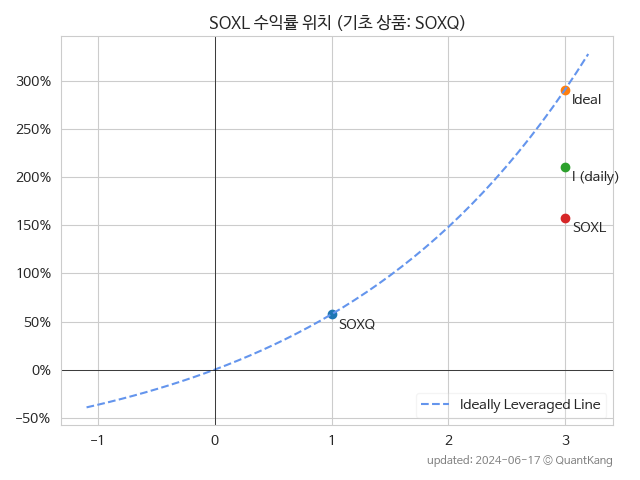 SOXL 수익률 위치 (기초 상품: SOXQ)
300%
250%
200%
150%
100%
50%
0%
−50%
Ideal
I (daily)
SOXL
SOXQ
Ideally Leveraged Line
−1
0
1
2
3
updated: 2024-06-17 © QuantKang